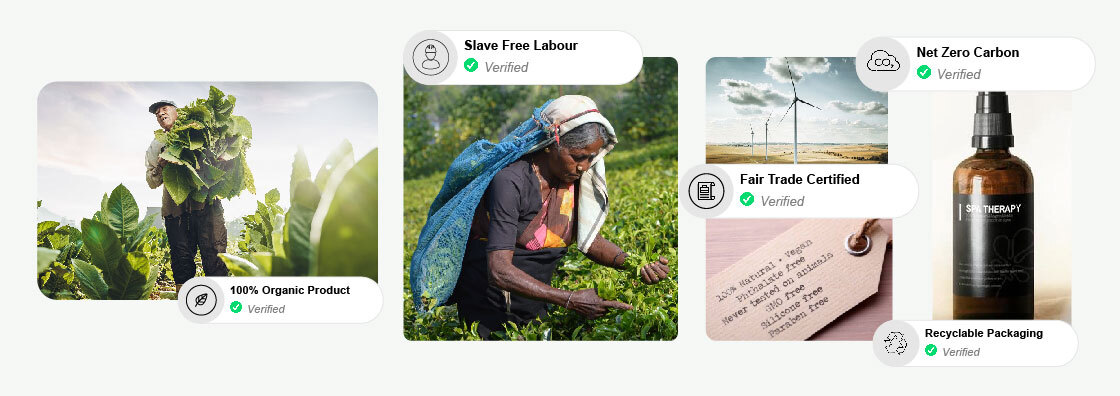 100% Organic Product
Verified
Slave Free Labour
Verified
Net Zero Carbon
CO₂
Verified
Fair Trade Certified
Verified
100% Natural • Vegan
Phthalate free
Never tested on animals
GMO free
Silicone free
Paraben free
SPA THERAPY
Recyclable Packaging
Verified